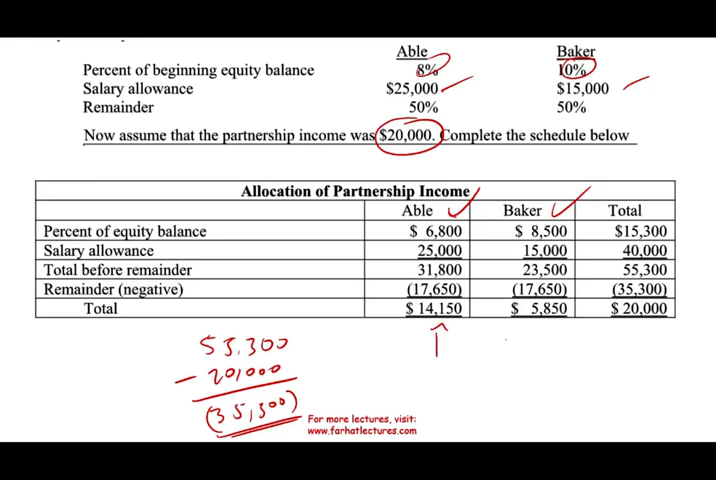 Able Baker
Percent of beginning equity balance 8% 10%
Salary allowance $25,000 $15,000
Remainder 50% 50%
Now assume that the partnership income was $20,000. Complete the schedule below
Allocation of Partnership Income
Able Baker Total
Percent of equity balance $ 6,800 $ 8,500 $15,300
Salary allowance 25,000 15,000 40,000
Total before remainder 31,800 23,500 55,300
Remainder (negative) (17,650) (17,650) (35,300)
Total $ 14,150 $ 5,850 $ 20,000
53,300
- 20,000
(35,300)
For more lectures, visit:
www.farhatlectures.com